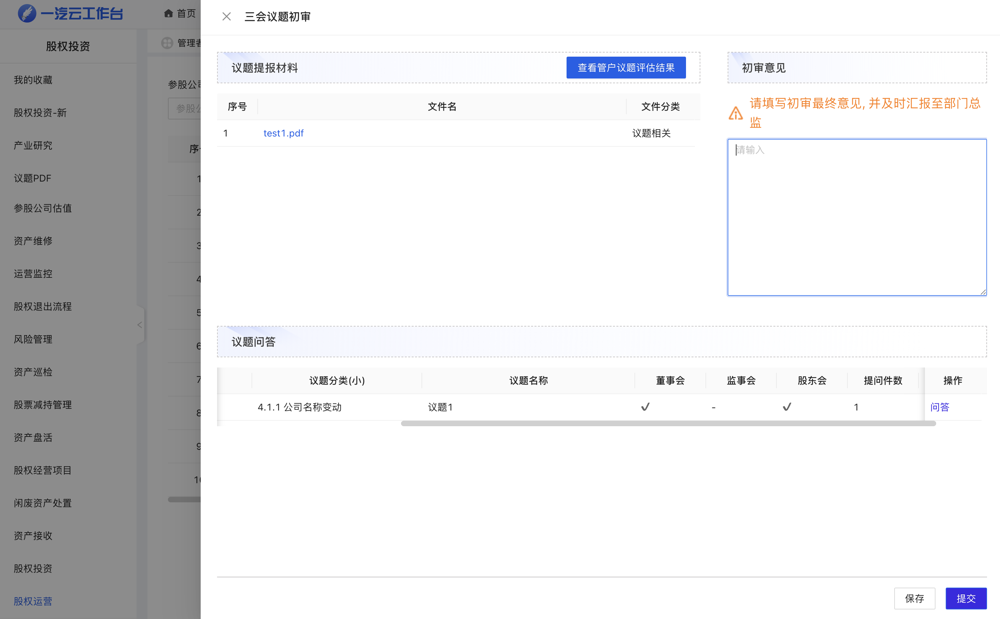 一汽云工作台
首页
股权投资
我的收藏
股权投资-新
产业研究
议题PDF
参股公司估值
资产维修
运营监控
股权退出流程
风险管理
资产巡检
股票减持管理
资产盘活
股权经营项目
闲废资产处置
资产接收
股权投资
股权运营
管理者
参股公司
参股公
序号
1
2
3
4
5
6
7
8
9
10
三会议题初审
议题提报材料 查看管户议题评估结果
序号 文件名 文件分类
1 test1.pdf 议题相关
初审意见
请填写初审最终意见, 并及时汇报至部门总
监
请输入
议题问答
议题分类(小) 议题名称 董事会 监事会 股东会 提问件数 操作
4.1.1 公司名称变动 议题1 ✓ - ✓ 1 问答
保存 提交